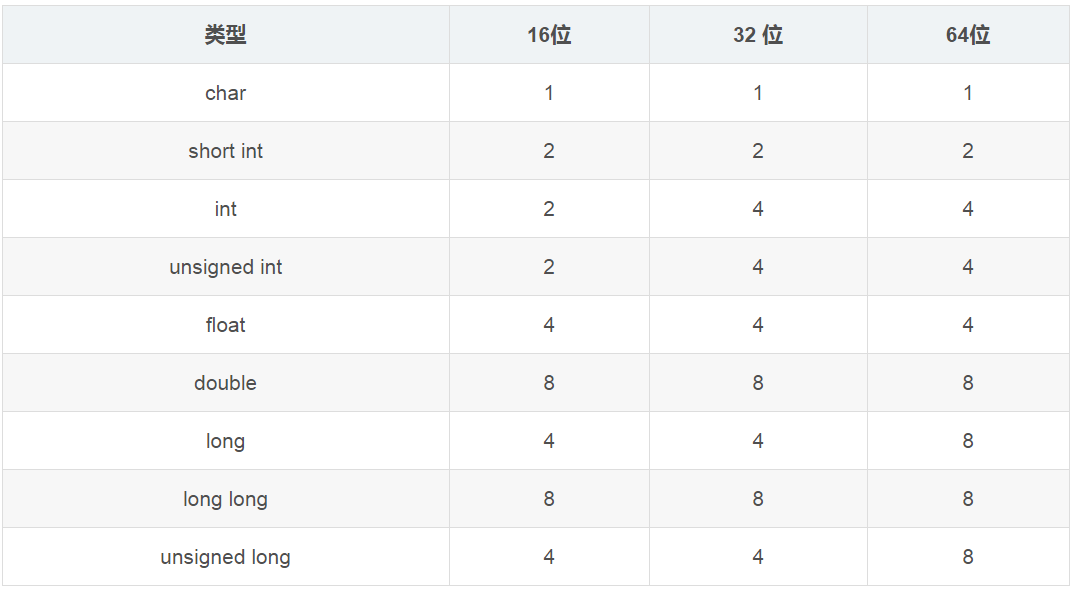 类型 16位 32 位 64位
char 1 1 1
short int 2 2 2
int 2 4 4
unsigned int 2 4 4
float 4 4 4
double 8 8 8
long 4 4 8
long long 8 8 8
unsigned long 4 4 8